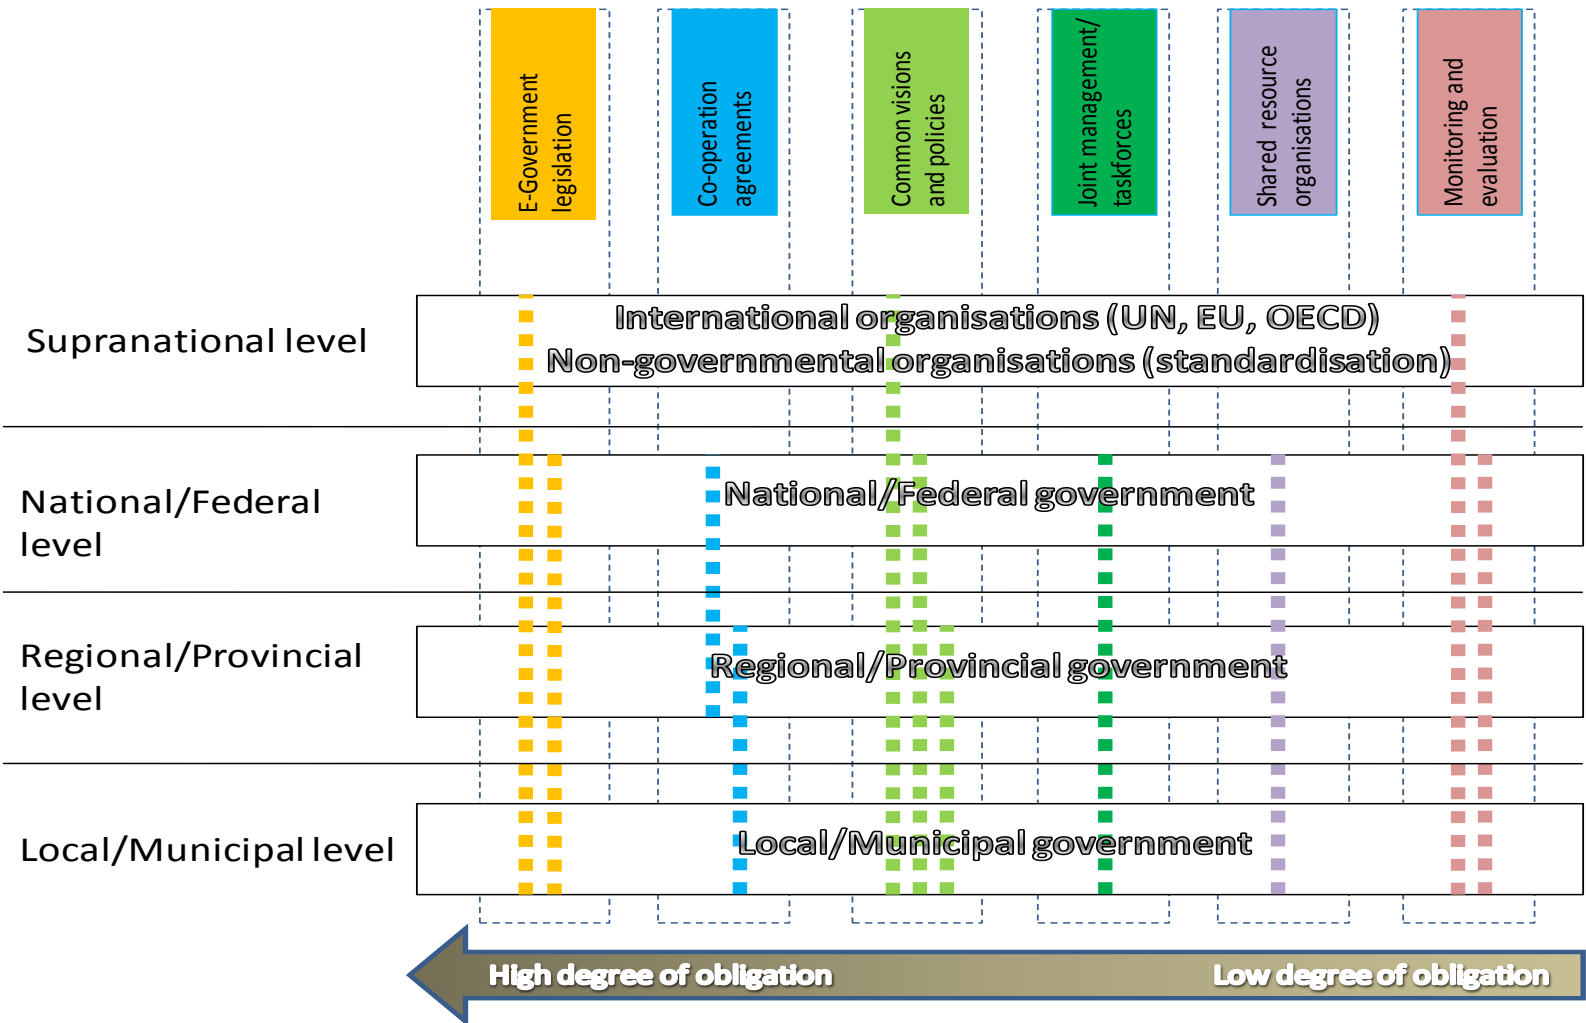 E-Government
legislation
Co-operation
agreements
Common visions
and policies
Joint management/
taskforces
Shared resource
organisations
Monitoring and
evaluation
Supranational level
International organisations (UN, EU, OECD)
Non-governmental organisations (standardisation)
National/Federal
level
National/Federal government
Regional/Provincial
level
Regional/Provincial government
Local/Municipal level
Local/Municipal government
High degree of obligation
Low degree of obligation